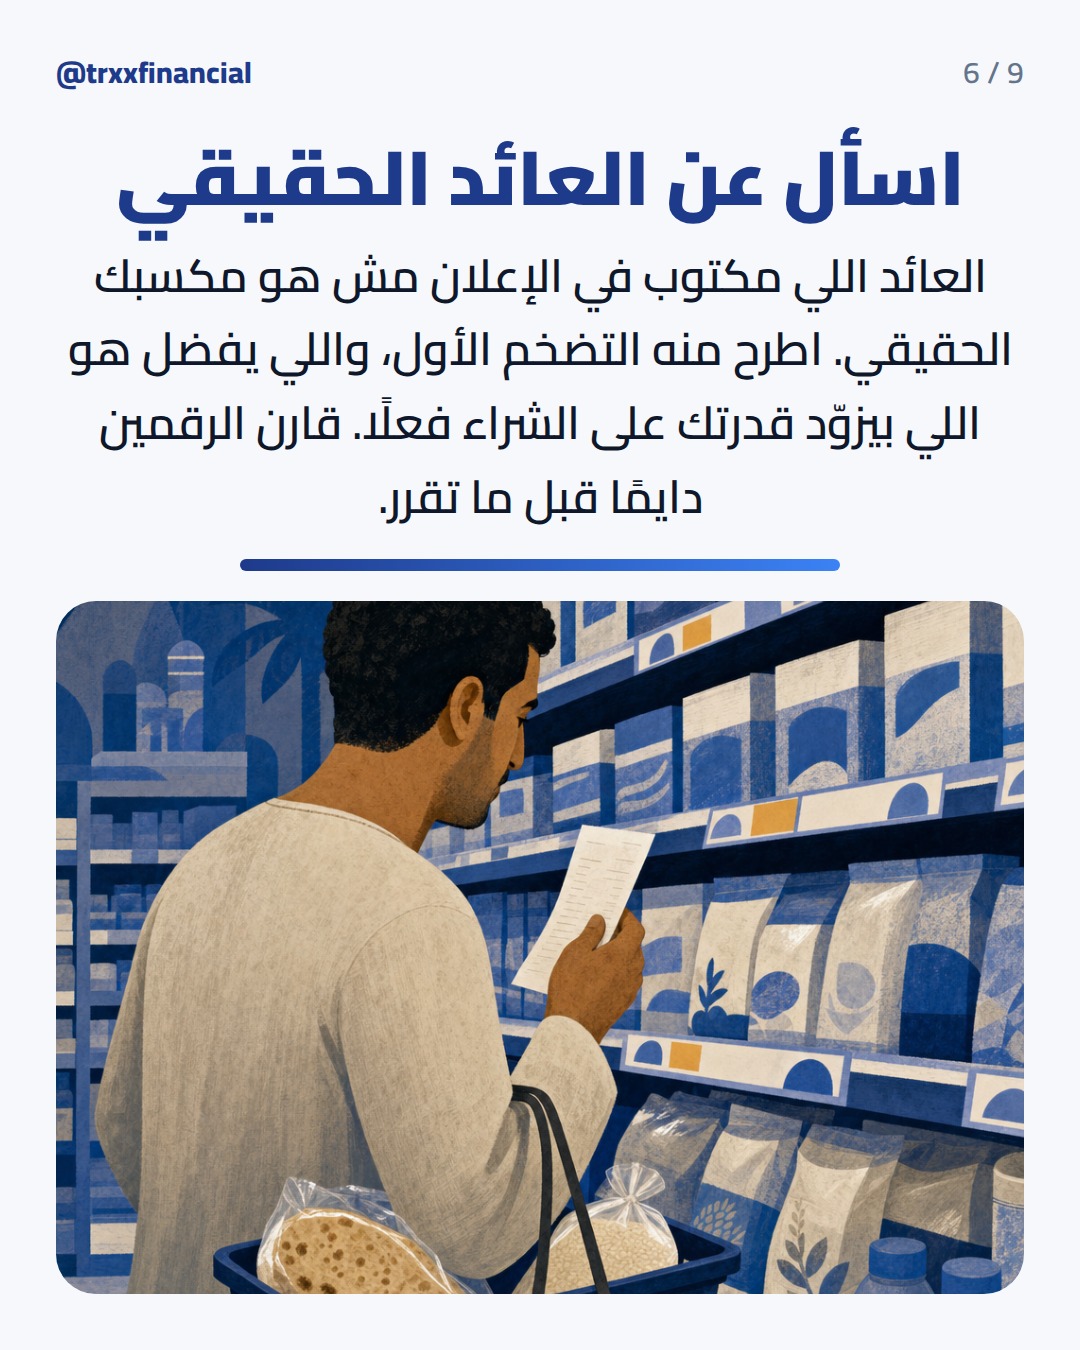 @trxxfinancial
6 / 9
اسأل عن العائد الحقيقي
العائد اللي مكتوب في الإعلان مش هو مكسبك
الحقيقي. اطرح منه التضخم الأول، واللي يفضل هو
اللي بيزوّد قدرتك على الشراء فعلًا. قارن الرقمين
دايمًا قبل ما تقرر.